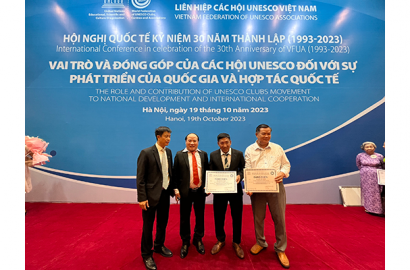 LIÊN HIỆP CÁC HỘI UNESCO VIỆT NAM
VIETNAM FEDERATION OF UNESCO ASSOCIATIONS
HỘI NGHỊ QUỐC TẾ KỶ NIỆM 30 NĂM THÀNH LẬP (1993-2023)
International Conference in celebration of the 30th Anniversary of VFUA (1993-2023)
VAI TRÒ VÀ ĐÓNG GÓP CỦA CÁC HỘI UNESCO ĐỐI VỚI SỰ
PHÁT TRIỂN CỦA QUỐC GIA VÀ HỢP TÁC QUỐC TẾ
THE ROLE AND CONTRIBUTION OF UNESCO CLUBS MOVEMENT
TO NATIONAL DEVELOPMENT AND INTERNATIONAL COOPERATION
Hà Nội, ngày 19 tháng 10 năm 2023
Hanoi, 19th October 2023